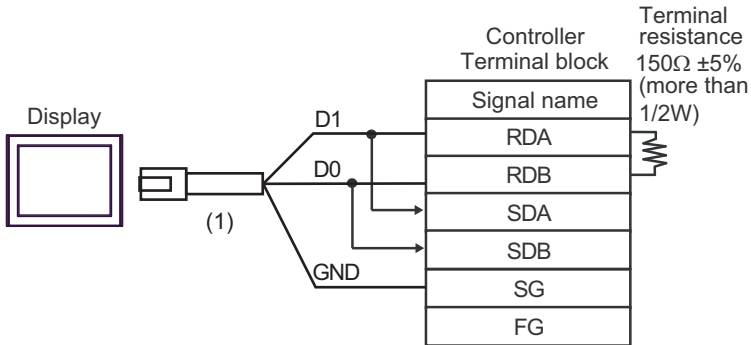 Display
(1)
D1
D0
GND
Controller
Terminal block
Signal name
RDA
RDB
SDA
SDB
SG
FG
Terminal
resistance
150Ω ±5%
(more than
1/2W)